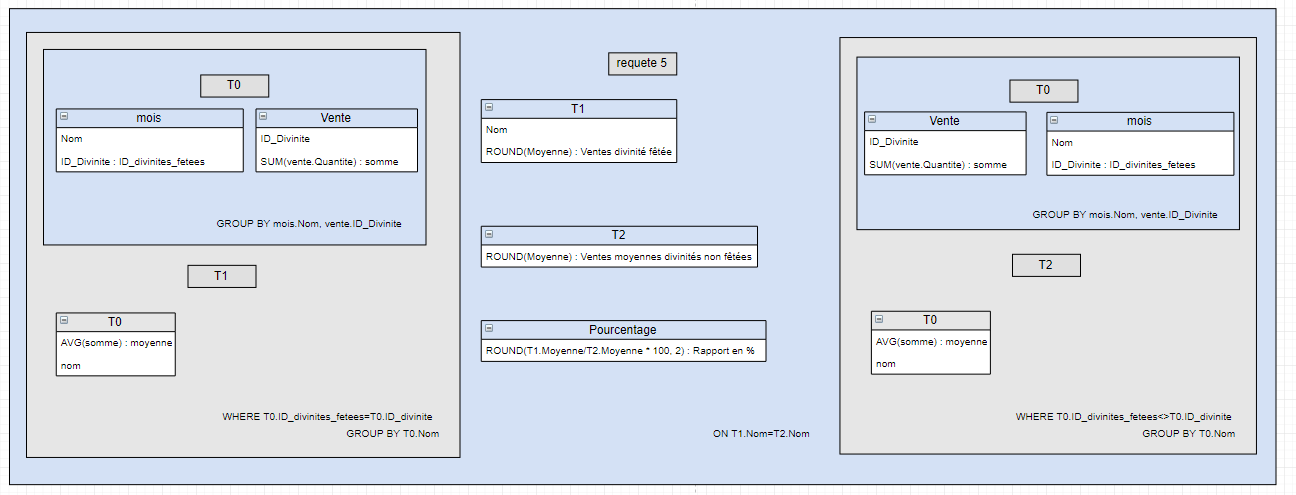 T0
mois
Nom
ID_Divinite : ID_divinites_fetees
Vente
ID_Divinite
SUM(vente.Quantite) : somme
GROUP BY mois.Nom, vente.ID_Divinite
T1
T0
AVG(somme) : moyenne
nom
WHERE T0.ID_divinites_fetees=T0.ID_divinite
GROUP BY T0.Nom
requete 5
T1
Nom
ROUND(Moyenne) : Ventes divinité fêtée
T2
ROUND(Moyenne) : Ventes moyennes divinités non fêtées
Pourcentage
ROUND(T1.Moyenne/T2.Moyenne * 100, 2) : Rapport en %
ON T1.Nom=T2.Nom
T0
Vente
ID_Divinite
SUM(vente.Quantite) : somme
mois
Nom
ID_Divinite : ID_divinites_fetees
GROUP BY mois.Nom, vente.ID_Divinite
T2
T0
AVG(somme) : moyenne
nom
WHERE T0.ID_divinites_fetees<>T0.ID_divinite
GROUP BY T0.Nom